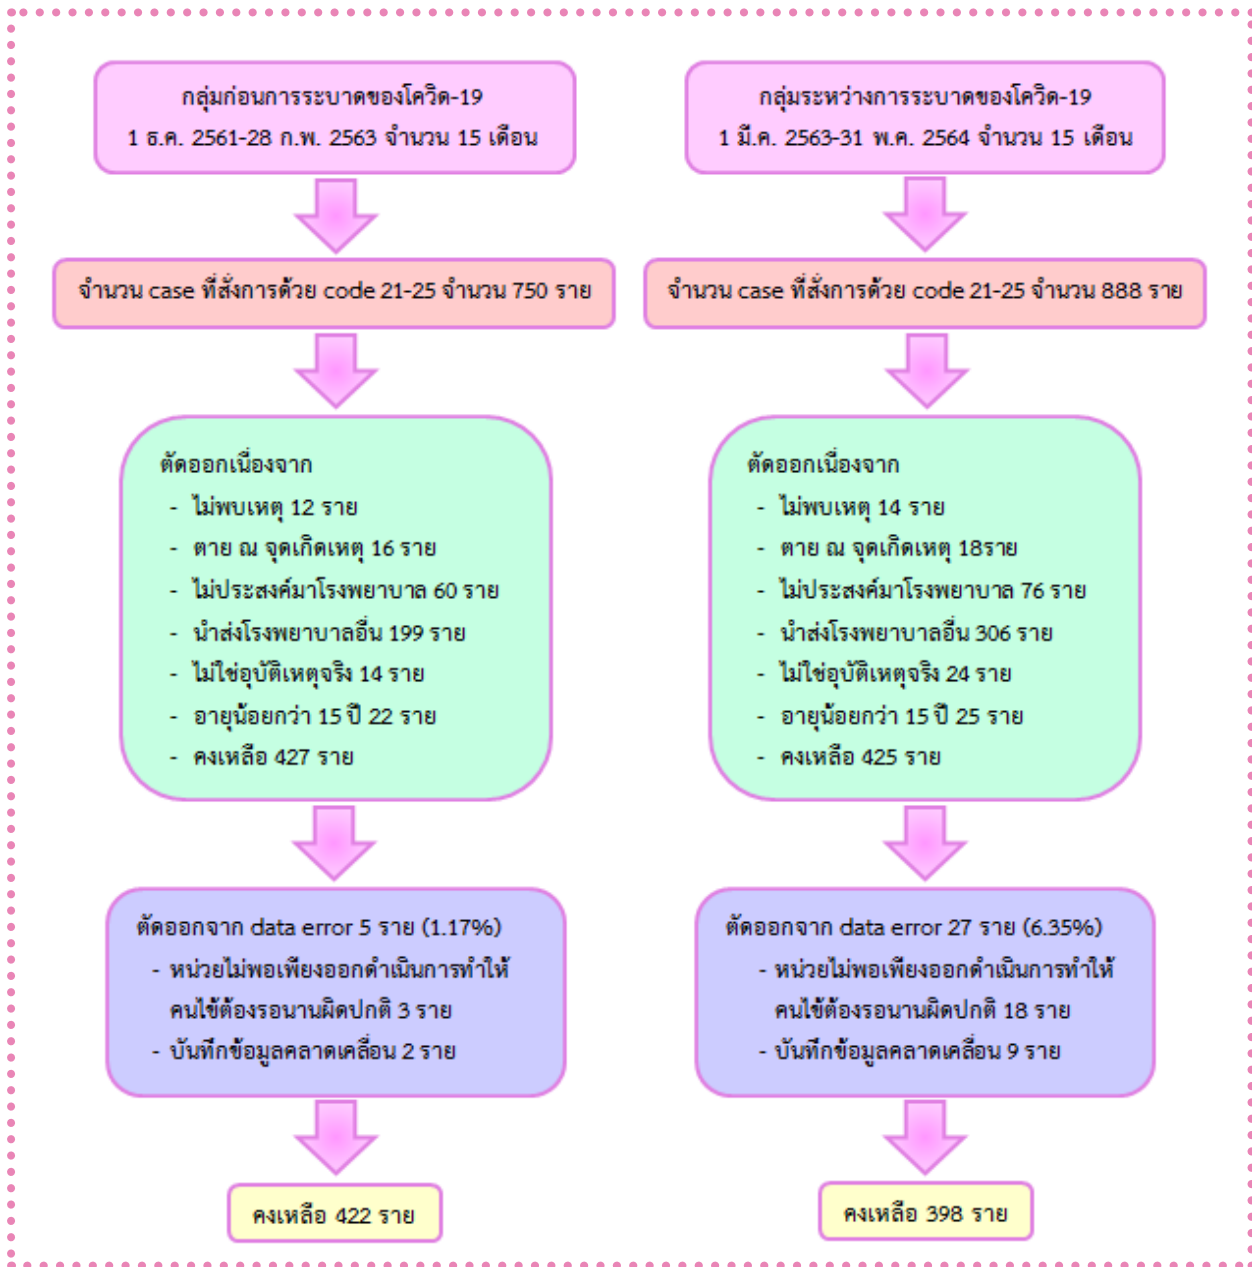 กลุ่มก่อนการระบาดของโควิด-19
1 ธ.ค. 2561-28 ก.พ. 2563 จำนวน 15 เดือน
จำนวน case ที่สั่งการด้วย code 21-25 จำนวน 750 ราย
ตัดออกเนื่องจาก
- ไม่พบเหตุ 12 ราย
- ตาย ณ จุดเกิดเหตุ 16 ราย
- ไม่ประสงค์มาโรงพยาบาล 60 ราย
- นำส่งโรงพยาบาลอื่น 199 ราย
- ไม่ใช่อุบัติเหตุจริง 14 ราย
- อายุน้อยกว่า 15 ปี 22 ราย
- คงเหลือ 427 ราย
ตัดออกจาก data error 5 ราย (1.17%)
- หน่วยไม่พอเพียงออกดำเนินการทำให้
คนไข้ต้องรอนานผิดปกติ 3 ราย
- บันทึกข้อมูลคลาดเคลื่อน 2 ราย
คงเหลือ 422 ราย
กลุ่มระหว่างการระบาดของโควิด-19
1 มี.ค. 2563-31 พ.ค. 2564 จำนวน 15 เดือน
จำนวน case ที่สั่งการด้วย code 21-25 จำนวน 888 ราย
ตัดออกเนื่องจาก
- ไม่พบเหตุ 14 ราย
- ตาย ณ จุดเกิดเหตุ 18ราย
- ไม่ประสงค์มาโรงพยาบาล 76 ราย
- นำส่งโรงพยาบาลอื่น 306 ราย
- ไม่ใช่อุบัติเหตุจริง 24 ราย
- อายุน้อยกว่า 15 ปี 25 ราย
- คงเหลือ 425 ราย
ตัดออกจาก data error 27 ราย (6.35%)
- หน่วยไม่พอเพียงออกดำเนินการทำให้
คนไข้ต้องรอนานผิดปกติ 18 ราย
- บันทึกข้อมูลคลาดเคลื่อน 9 ราย
คงเหลือ 398 ราย